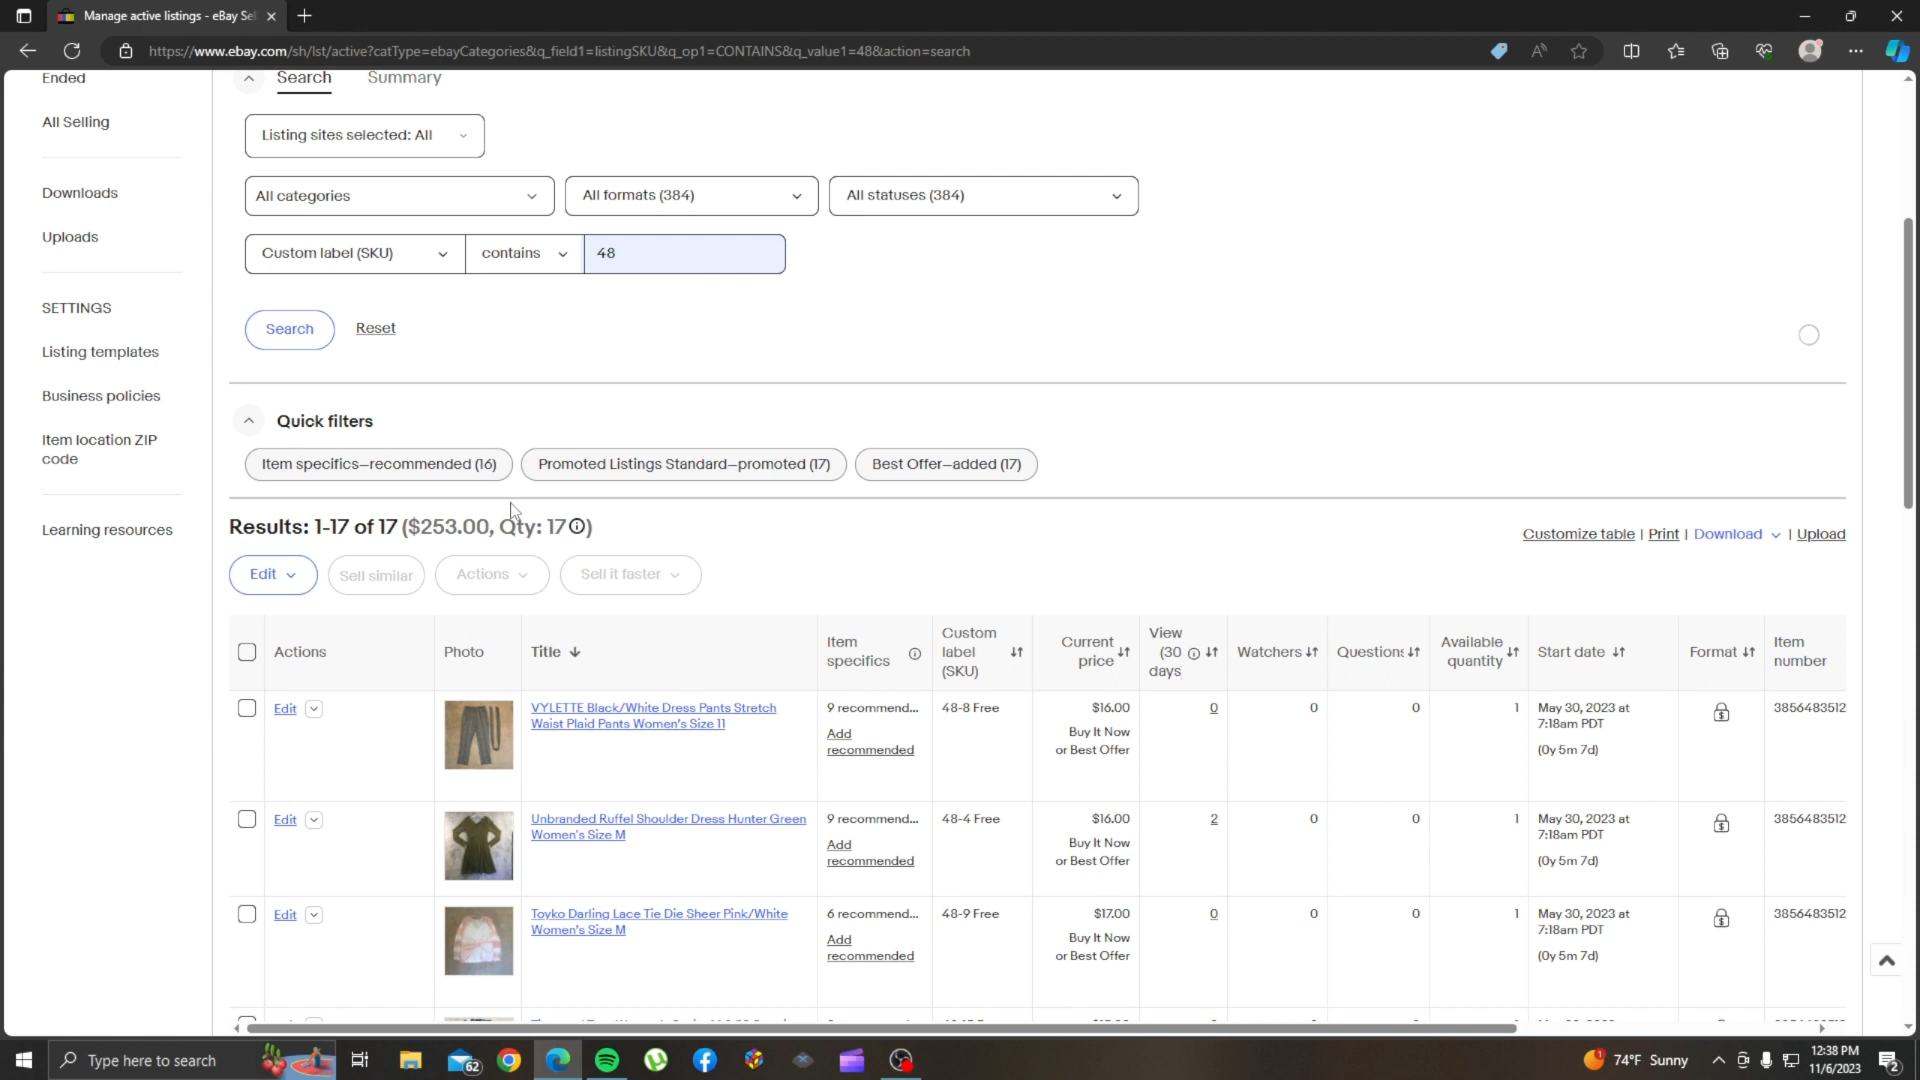 Manage active listings - eBay Se
https://www.ebay.com/sh/lst/active?catType=ebayCategories&q_field1=listingSKU&q_op1=CONTAINS&q_value1=48&action=search
Ended
All Selling
Downloads
Uploads
SETTINGS
Listing templates
Business policies
Item location ZIP
code
Learning resources
Search Summary
Listing sites selected: All
All categories All formats (384) All statuses (384)
Custom label (SKU) contains 48
Search Reset
Quick filters
Item specifics—recommended (16) Promoted Listings Standard—promoted (17) Best Offer—added (17)
Results: 1-17 of 17 ($253.00, Qty: 17)
Customize table | Print | Download | Upload
Edit Sell similar Actions Sell it faster
Actions Photo Title Item specifics Custom label (SKU) Current price View (30 days) Watchers Questions Available quantity Start date Format Item number
Edit VYLETTE Black/White Dress Pants Stretch 9 recommend... 48-8 Free $16.00 0 0 0 1 May 30, 2023 at 3856483512
Waist Plaid Pants Women's Size 11 Add Buy It Now 7:18am PDT
recommended or Best Offer (0y 5m 7d)
Edit Unbranded Ruffel Shoulder Dress Hunter Green 9 recommend... 48-4 Free $16.00 2 0 0 1 May 30, 2023 at 3856483512
Women's Size M Add Buy It Now 7:18am PDT
recommended or Best Offer (0y 5m 7d)
Edit Toyko Darling Lace Tie Die Sheer Pink/White 6 recommend... 48-9 Free $17.00 0 0 0 1 May 30, 2023 at 3856483512
Women's Size M Add Buy It Now 7:18am PDT
recommended or Best Offer (0y 5m 7d)
Type here to search 62 1 74°F Sunny 12:38 PM
11/6/2023 2